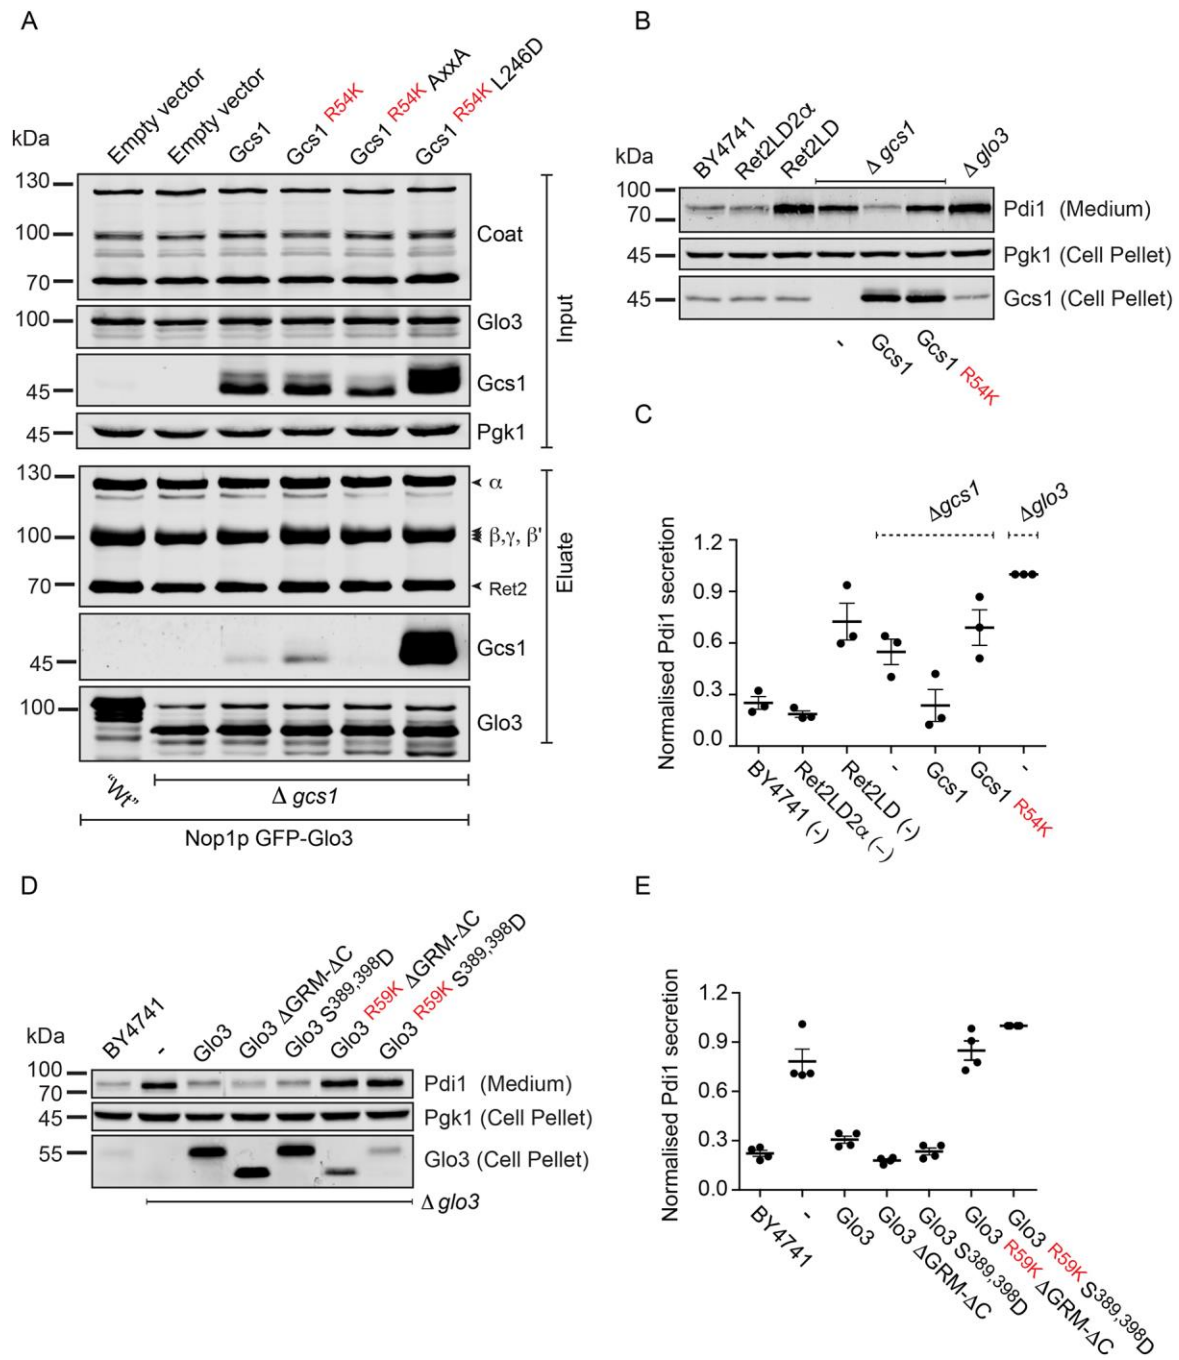 A
kDa
Empty vector
Empty vector
Gcs1
Gcs1 R54K
Gcs1 R54K AxxA
Gcs1 R54K L246D
130
100
70
Coat
100
Glo3
45
Gcs1
45
Pgk1
Input
130
α
100
β,γ, β'
70
Ret2
45
Gcs1
100
Glo3
Eluate
"Wt"
Δ gcs1
Nop1p GFP-Glo3
B
kDa
BY4741
Ret2LD2α
Ret2LD
Δ gcs1
Δ glo3
100
70
Pdi1 (Medium)
45
Pgk1 (Cell Pellet)
45
Gcs1 (Cell Pellet)
-
Gcs1
Gcs1 R54K
C
Δgcs1
Δglo3
Normalised Pdi1 secretion
1.2
0.9
0.6
0.3
0.0
BY4741 (-)
Ret2LD2α (-)
Ret2LD (-)
-
Gcs1
Gcs1 R54K
-
D
kDa
BY4741
-
Glo3
Glo3 ΔGRM-ΔC
Glo3 S389,398D
Glo3 R59K ΔGRM-ΔC
Glo3 R59K S389,398D
100
70
Pdi1 (Medium)
45
Pgk1 (Cell Pellet)
55
Glo3 (Cell Pellet)
Δ glo3
E
Normalised Pdi1 secretion
1.2
0.9
0.6
0.3
0.0
BY4741
-
Glo3
Glo3 ΔGRM-ΔC
Glo3 S389,398D
Glo3 R59K ΔGRM-ΔC
Glo3 R59K S389,398D